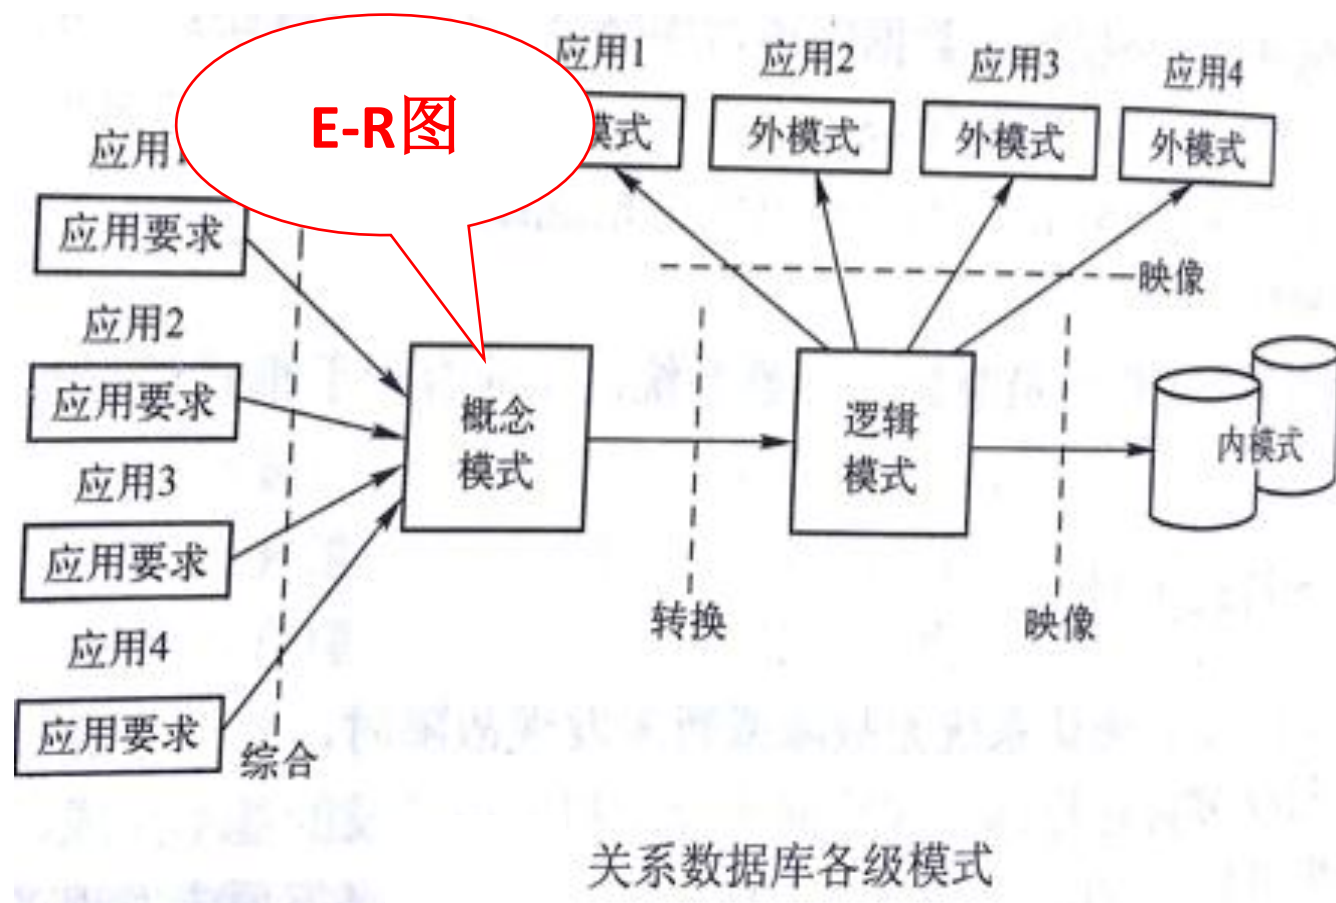 E-R图
应用1
应用2
应用3
应用4
模式
外模式
外模式
外模式
应用1
应用要求
应用2
应用要求
应用3
应用要求
应用4
应用要求
综合
概念
模式
转换
逻辑
模式
映像
映像
内模式
关系数据库各级模式